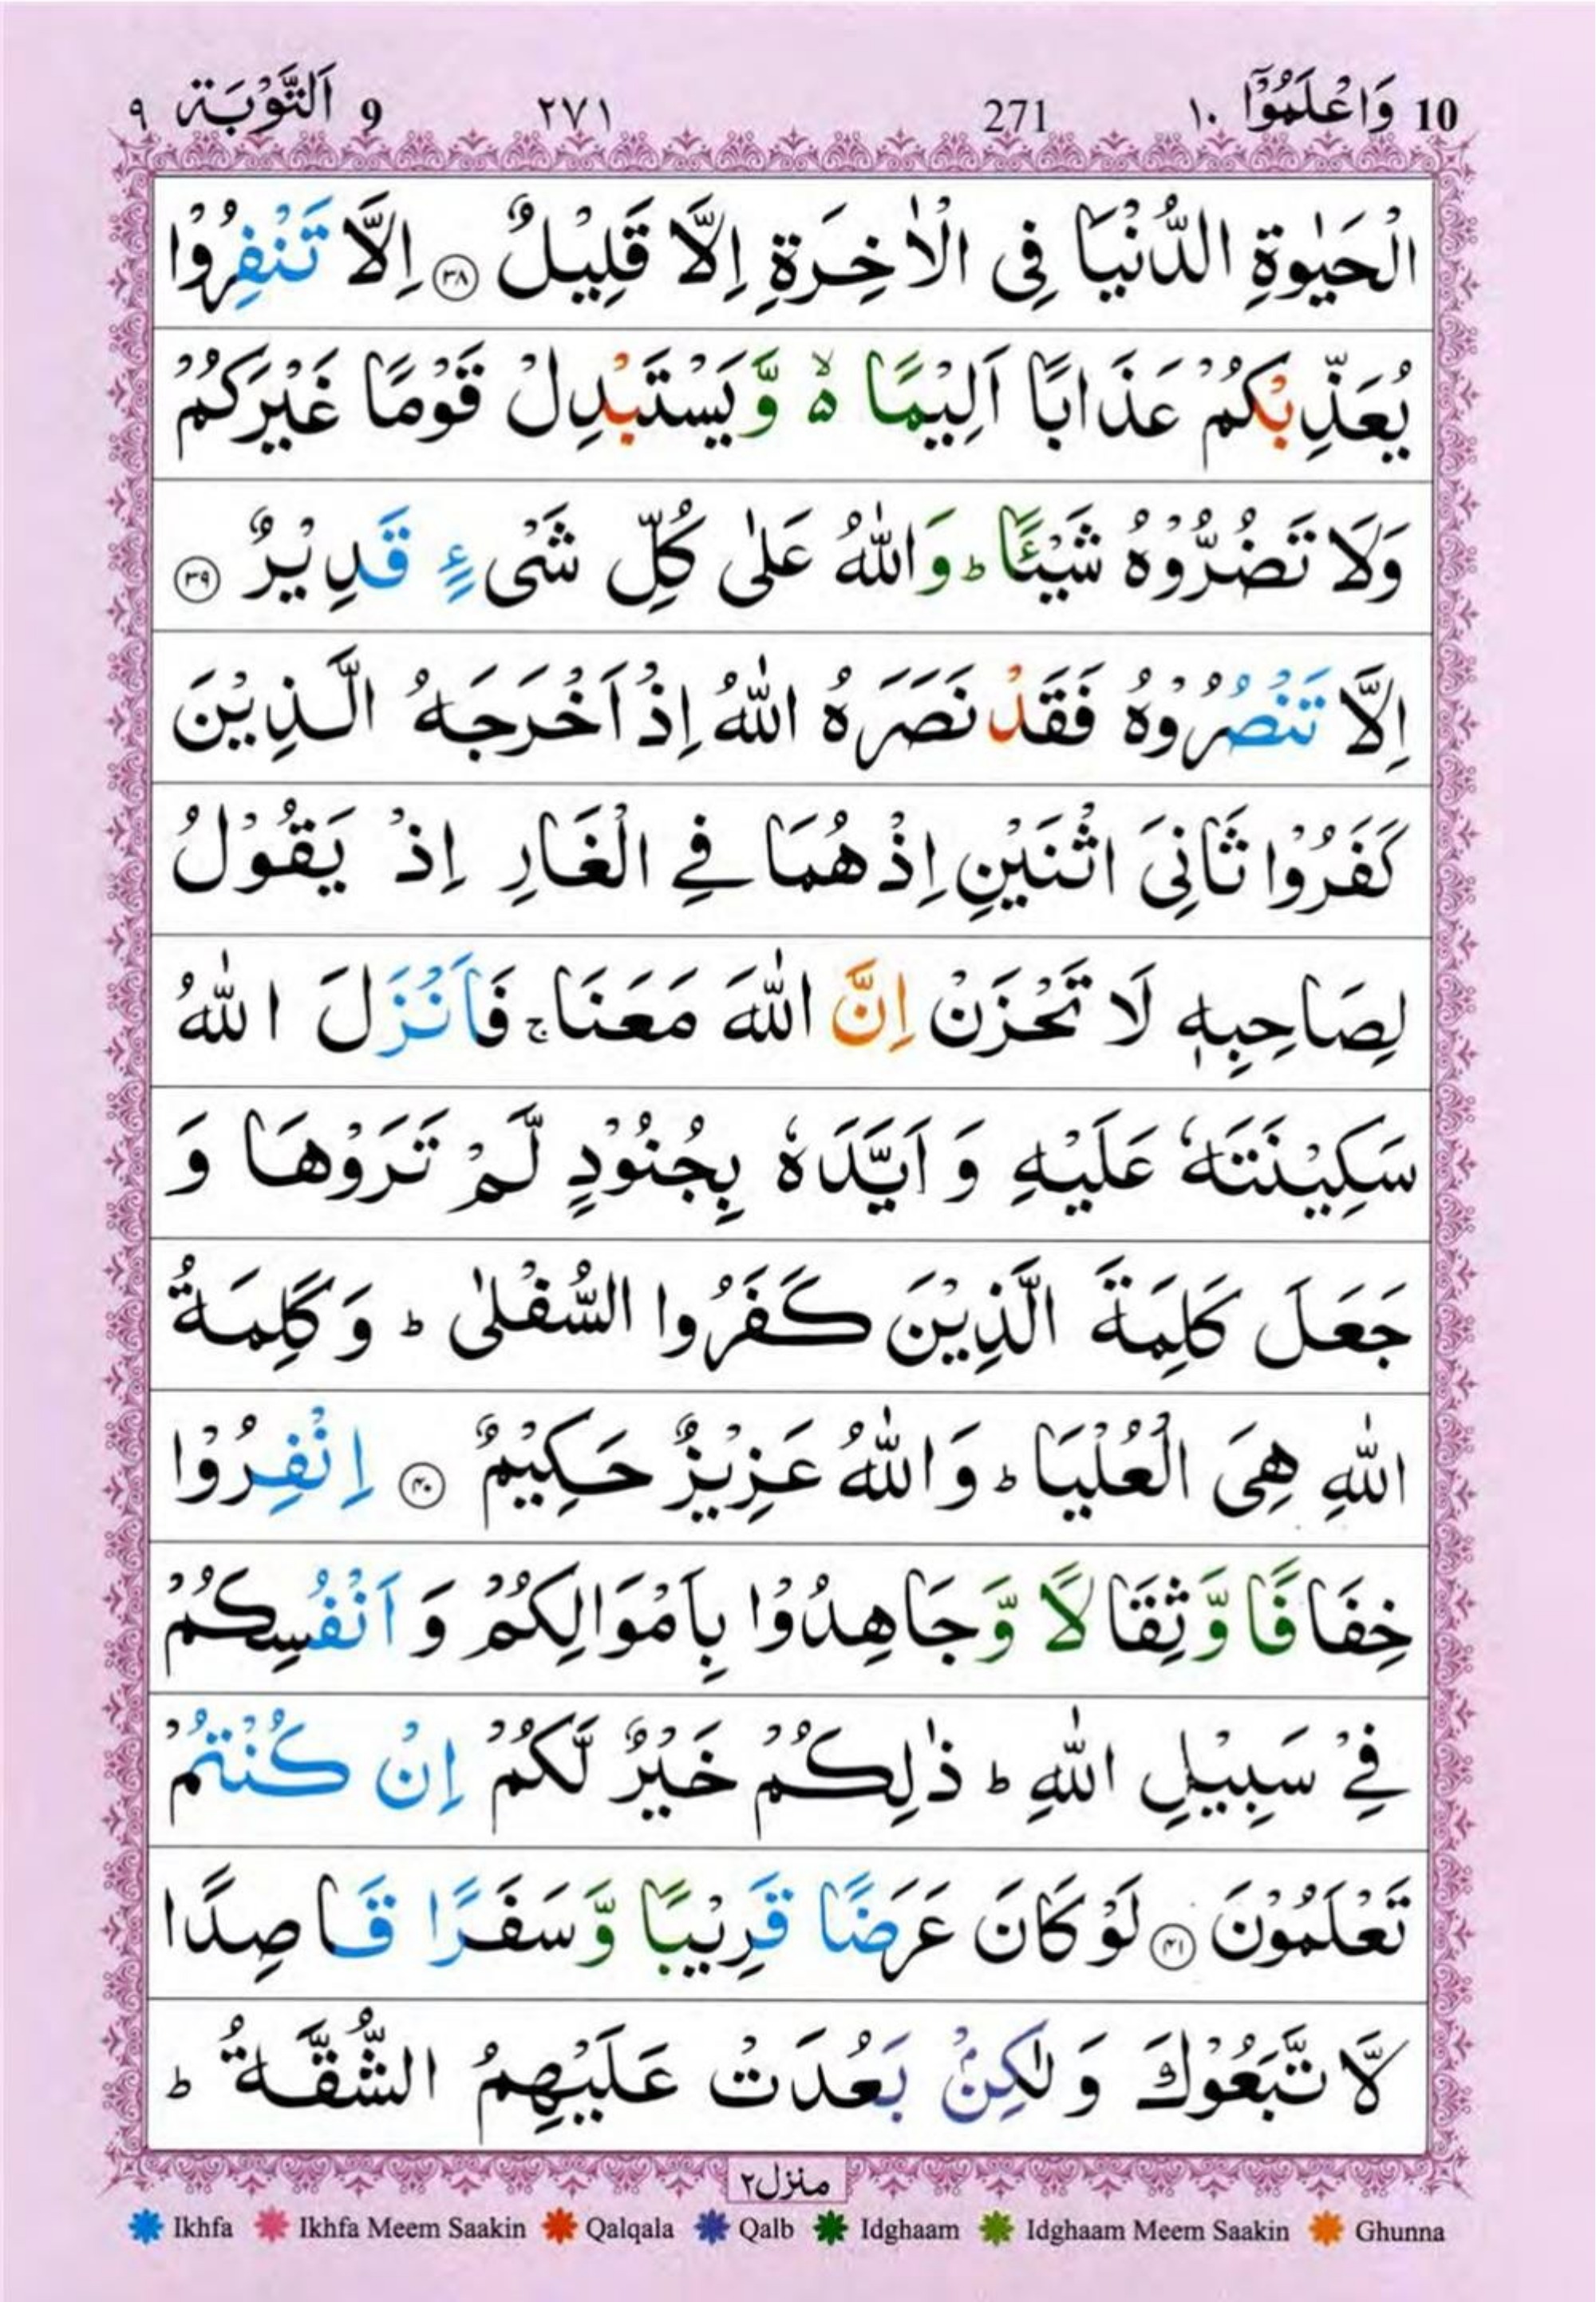 10 وَاعْلَمُوْٓا ١٠ 271 ٢٧١ 9 اَلتَّوْبَة ٩
الْحَيٰوةِ الدُّنْيَا فِى الْاٰخِرَةِ اِلَّا قَلِيْلٌ ۝٣٨ اِلَّا تَنْفِرُوْا
يُعَذِّبْكُمْ عَذَابًا اَلِيْمًا ۙ۵ وَّيَسْتَبْدِلْ قَوْمًا غَيْرَكُمْ
وَلَا تَضُرُّوْهُ شَيْـًٔا ؕ وَاللّٰهُ عَلٰى كُلِّ شَىْءٍ قَدِيْرٌ ۝٣٩
اِلَّا تَنْصُرُوْهُ فَقَدْ نَصَرَهُ اللّٰهُ اِذْ اَخْرَجَهُ الَّذِيْنَ
كَفَرُوْا ثَانِىَ اثْنَيْنِ اِذْ هُمَا فِى الْغَارِ اِذْ يَقُوْلُ
لِصَاحِبِهٖ لَا تَحْزَنْ اِنَّ اللّٰهَ مَعَنَا ۚ فَاَنْزَلَ اللّٰهُ
سَكِيْنَتَهٗ عَلَيْهِ وَ اَيَّدَهٗ بِجُنُوْدٍ لَّمْ تَرَوْهَا وَ
جَعَلَ كَلِمَةَ الَّذِيْنَ كَفَرُوا السُّفْلٰى ؕ وَ كَلِمَةُ
اللّٰهِ هِىَ الْعُلْيَا ؕ وَاللّٰهُ عَزِيْزٌ حَكِيْمٌ ۝٤٠ اِنْفِرُوْا
خِفَافًا وَّثِقَالًا وَّجَاهِدُوْا بِاَمْوَالِكُمْ وَ اَنْفُسِكُمْ
فِىْ سَبِيْلِ اللّٰهِ ؕ ذٰلِكُمْ خَيْرٌ لَّكُمْ اِنْ كُنْتُمْ
تَعْلَمُوْنَ ۝٤١ لَوْ كَانَ عَرَضًا قَرِيْبًا وَّسَفَرًا قَاصِدًا
لَّا تَّبَعُوْكَ وَ لٰكِنْۢ بَعُدَتْ عَلَيْهِمُ الشُّقَّةُ ؕ
منزل٢
Ikhfa Ikhfa Meem Saakin Qalqala Qalb Idghaam Idghaam Meem Saakin Ghunna